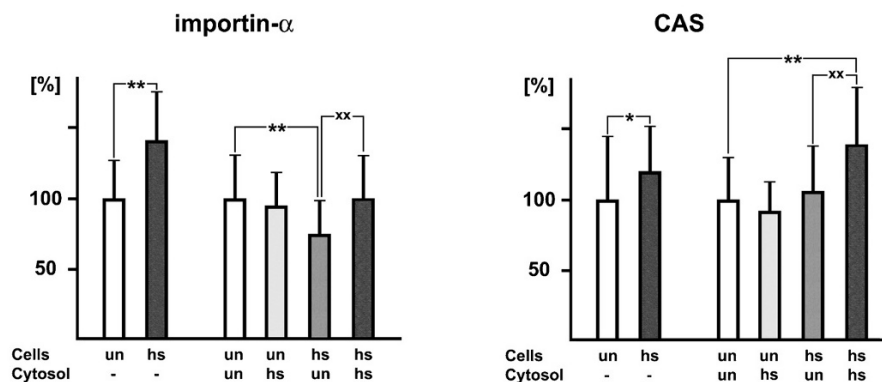 importin-α
CAS
[%]
**
**
xx
100
50
Cells un hs un un hs hs
Cytosol - - un hs un hs
[%]
*
**
xx
100
50
Cells un hs un un hs hs
Cytosol - - un hs un hs